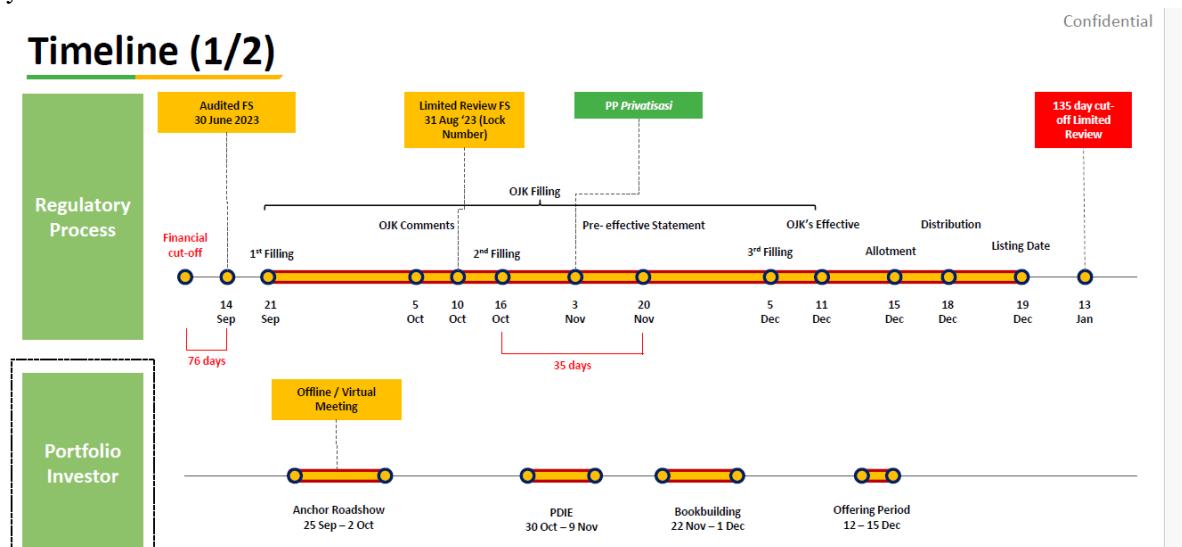 Confidential
Timeline (1/2)
Audited FS
30 June 2023
Limited Review FS
31 Aug ‘23 (Lock
Number)
PP Privatisasi
135 day cut-
off Limited
Review
Regulatory
Process
OJK Filling
Financial
cut-off
1st Filling
OJK Comments
2nd Filling
Pre- effective Statement
3rd Filling
OJK’s Effective
Allotment
Distribution
Listing Date
14
Sep
21
Sep
5
Oct
10
Oct
16
Oct
3
Nov
20
Nov
5
Dec
11
Dec
15
Dec
18
Dec
19
Dec
13
Jan
76 days
35 days
Portfolio
Investor
Offline / Virtual
Meeting
Anchor Roadshow
25 Sep – 2 Oct
PDIE
30 Oct – 9 Nov
Bookbuilding
22 Nov – 1 Dec
Offering Period
12 – 15 Dec